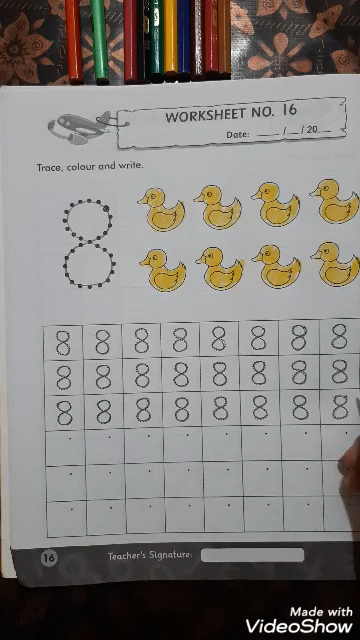 WORKSHEET NO. 16
Date: ___ / __ / 20__
Trace, colour and write.
8
8 8 8 8 8 8 8 8
8 8 8 8 8 8 8 8
8 8 8 8 8 8 8 8
16 Teacher's Signature:
Made with
VideoShow